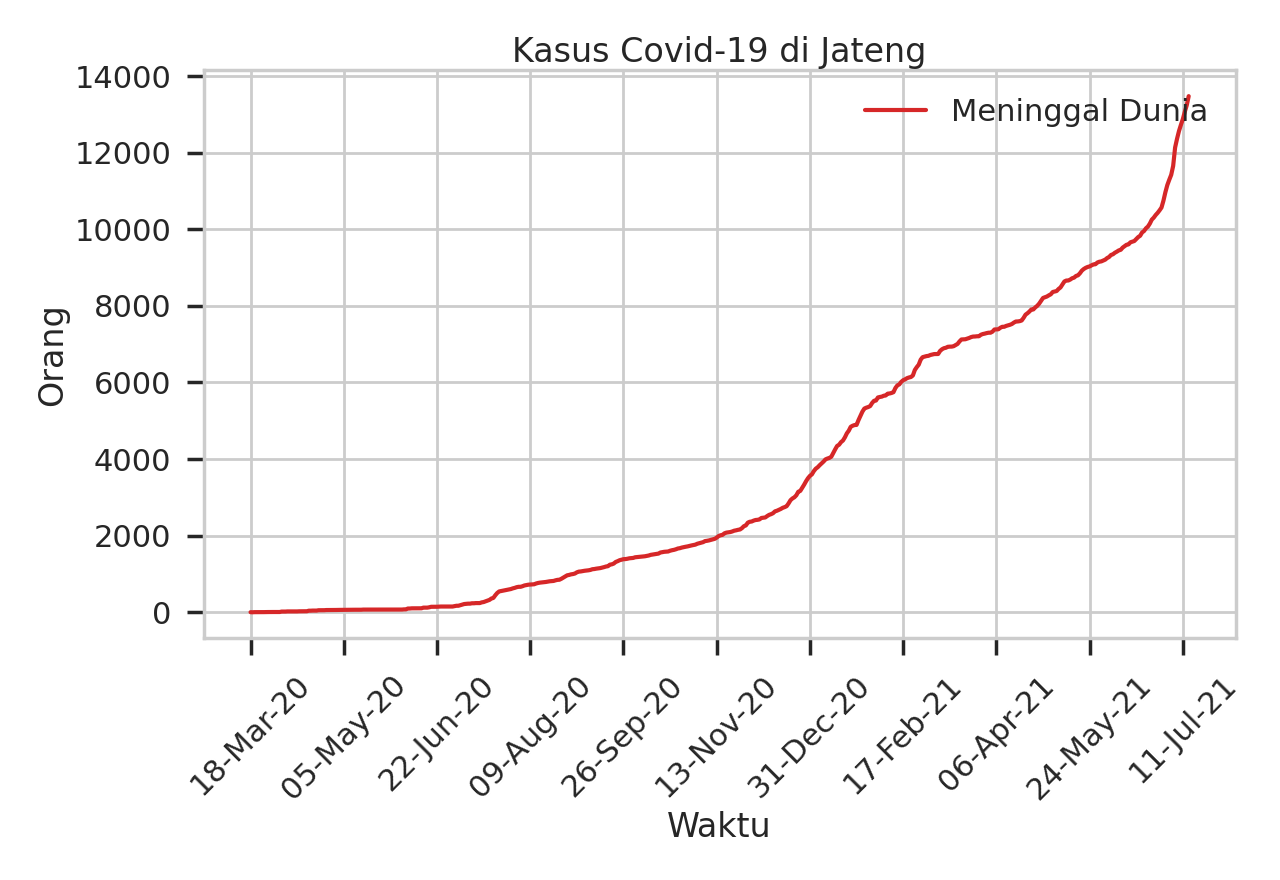 Kasus Covid-19 di Jateng
Meninggal Dunia
14000
12000
10000
8000
6000
4000
2000
0
Orang
18-Mar-20
05-May-20
22-Jun-20
09-Aug-20
26-Sep-20
13-Nov-20
31-Dec-20
17-Feb-21
06-Apr-21
24-May-21
11-Jul-21
Waktu